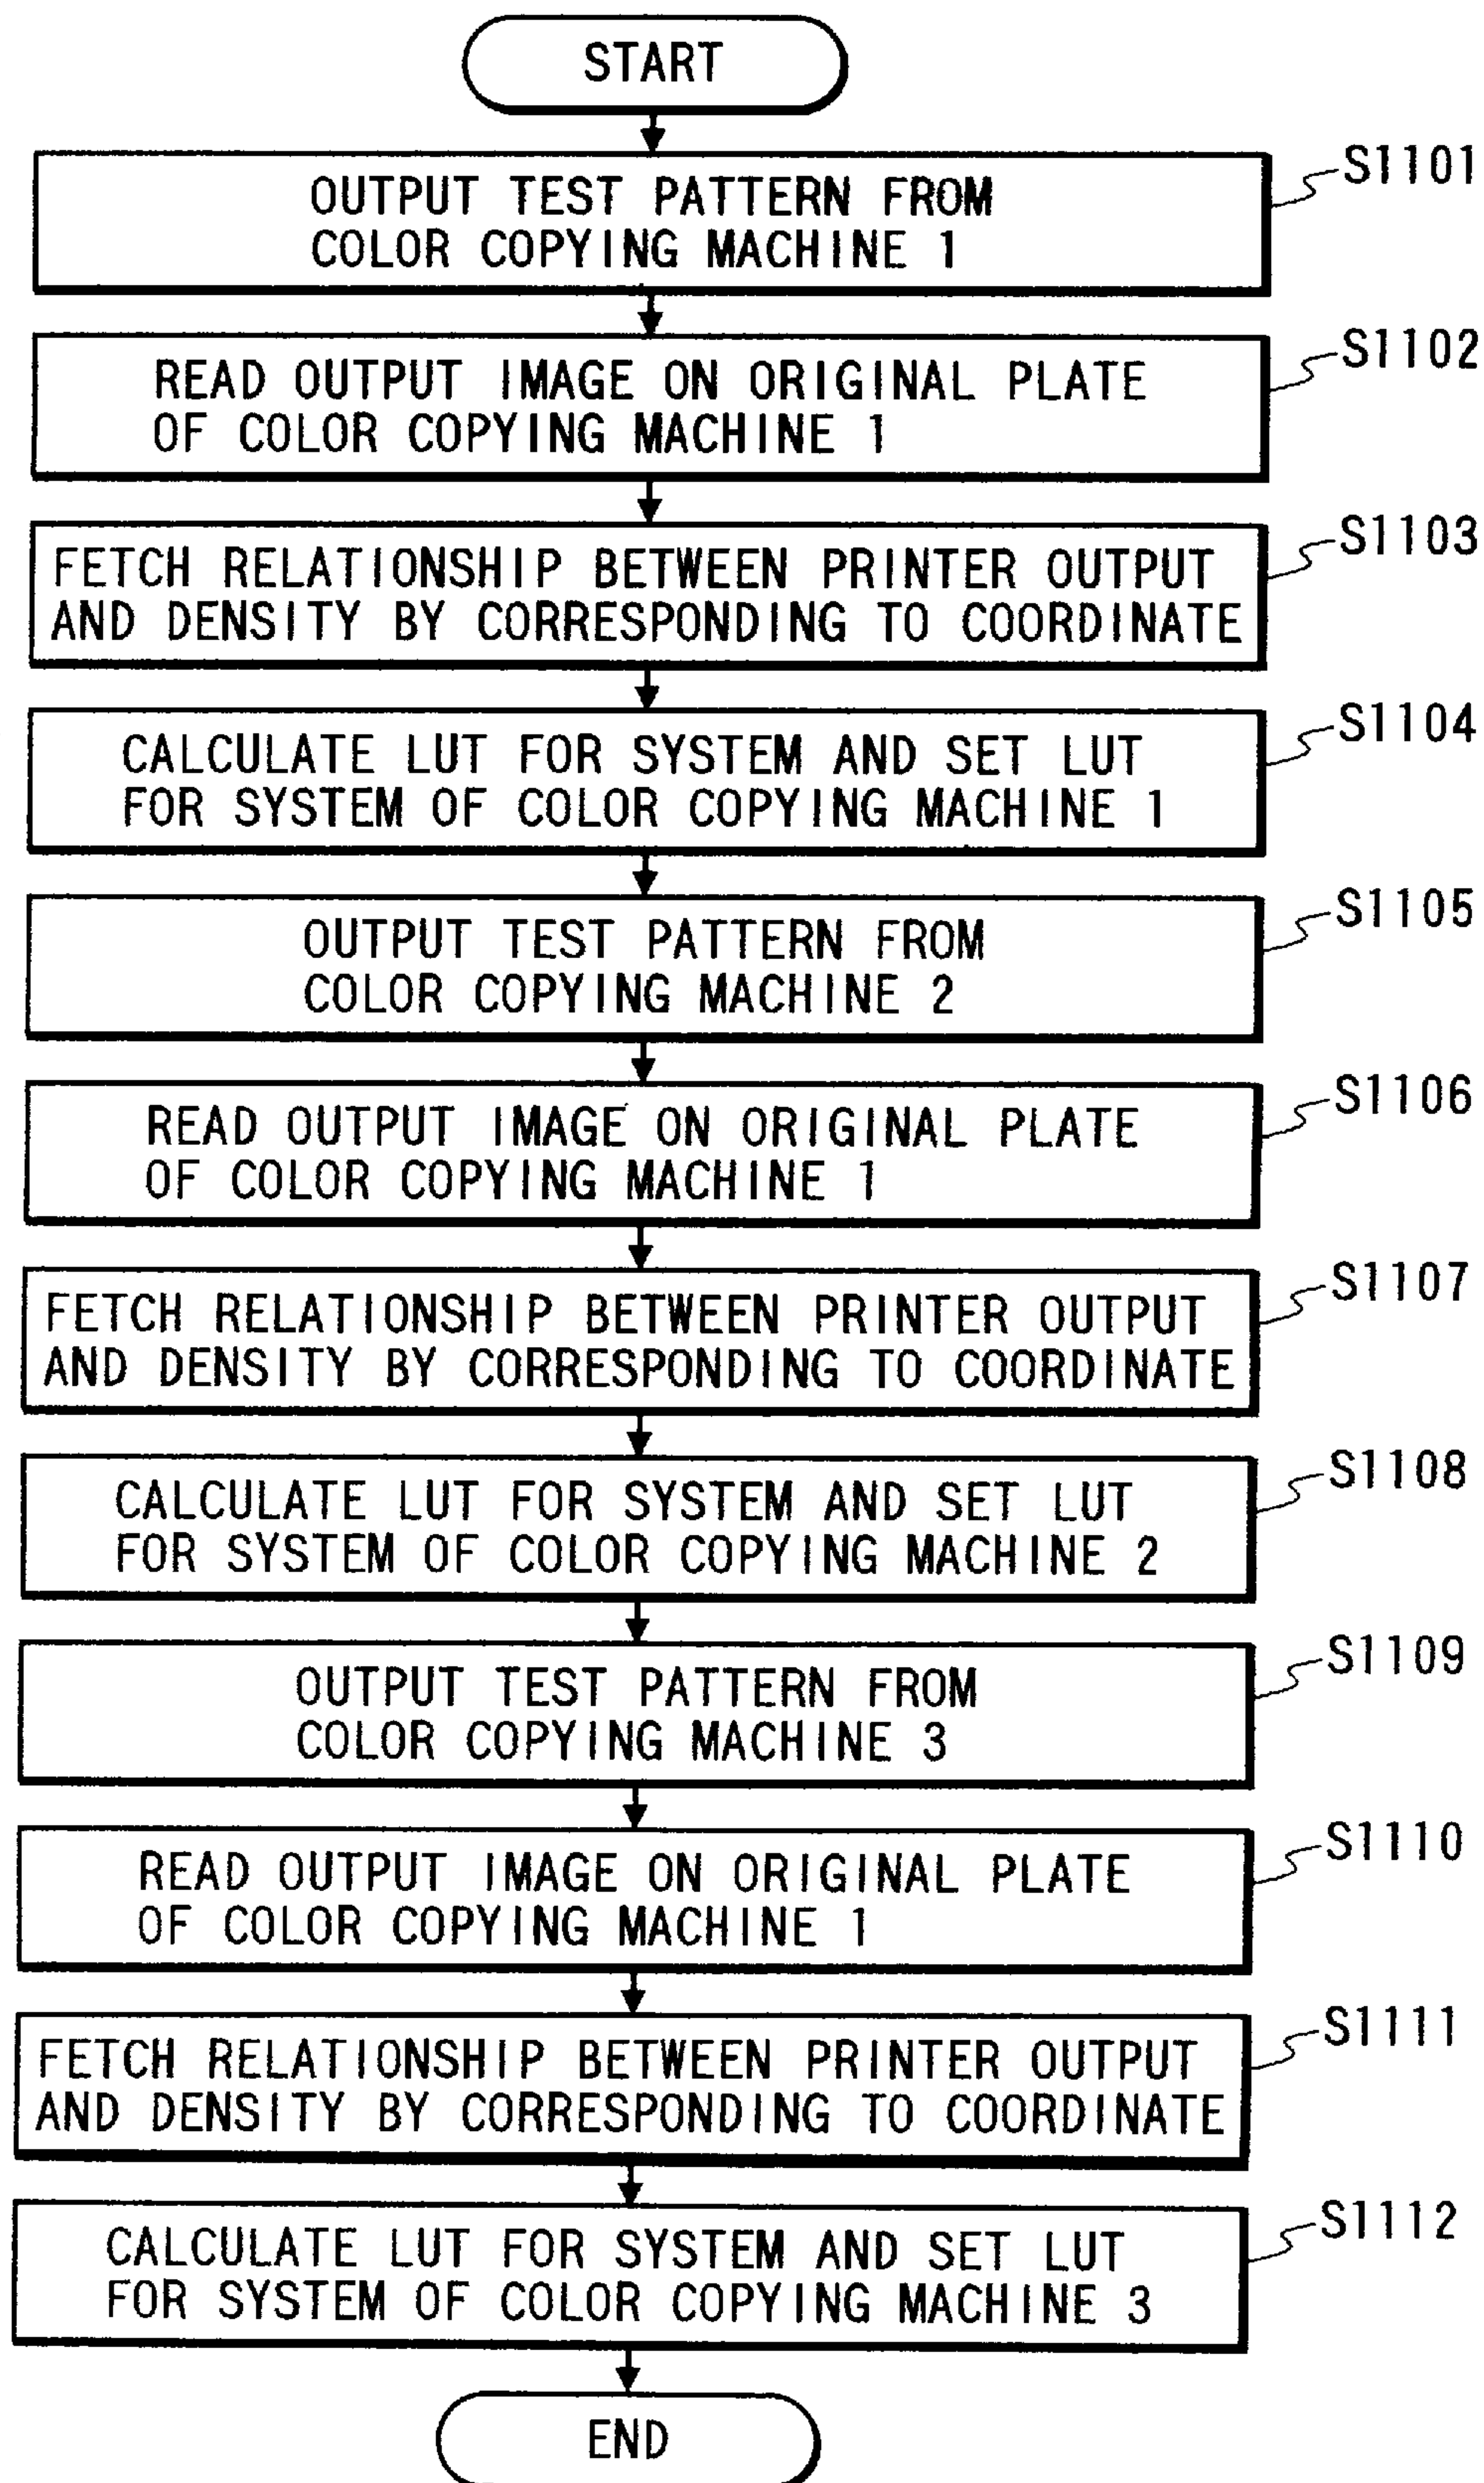 START
S1101
OUTPUT TEST PATTERN FROM
COLOR COPYING MACHINE 1
S1102
READ OUTPUT IMAGE ON ORIGINAL PLATE
OF COLOR COPYING MACHINE 1
S1103
FETCH RELATIONSHIP BETWEEN PRINTER OUTPUT
AND DENSITY BY CORRESPONDING TO COORDINATE
S1104
CALCULATE LUT FOR SYSTEM AND SET LUT
FOR SYSTEM OF COLOR COPYING MACHINE 1
S1105
OUTPUT TEST PATTERN FROM
COLOR COPYING MACHINE 2
S1106
READ OUTPUT IMAGE ON ORIGINAL PLATE
OF COLOR COPYING MACHINE 1
S1107
FETCH RELATIONSHIP BETWEEN PRINTER OUTPUT
AND DENSITY BY CORRESPONDING TO COORDINATE
S1108
CALCULATE LUT FOR SYSTEM AND SET LUT
FOR SYSTEM OF COLOR COPYING MACHINE 2
S1109
OUTPUT TEST PATTERN FROM
COLOR COPYING MACHINE 3
S1110
READ OUTPUT IMAGE ON ORIGINAL PLATE
OF COLOR COPYING MACHINE 1
S1111
FETCH RELATIONSHIP BETWEEN PRINTER OUTPUT
AND DENSITY BY CORRESPONDING TO COORDINATE
S1112
CALCULATE LUT FOR SYSTEM AND SET LUT
FOR SYSTEM OF COLOR COPYING MACHINE 3
END